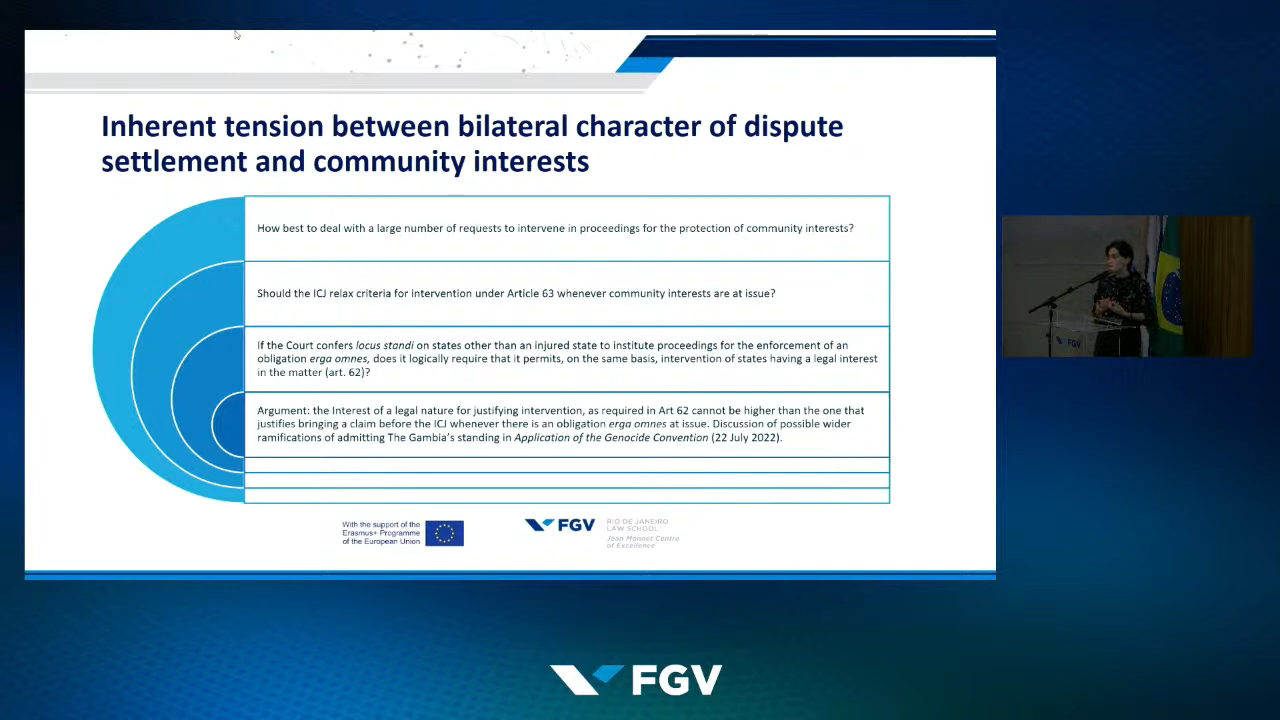 Inherent tension between bilateral character of dispute
settlement and community interests
How best to deal with a large number of requests to intervene in proceedings for the protection of community interests?
Should the ICJ relax criteria for intervention under Article 63 whenever community interests are at issue?
If the Court confers locus standi on states other than an injured state to institute proceedings for the enforcement of an
obligation erga omnes, does it logically require that it permits, on the same basis, intervention of states having a legal interest
in the matter (art. 62)?
Argument: the Interest of a legal nature for justifying intervention, as required in Art 62 cannot be higher than the one that
justifies bringing a claim before the ICJ whenever there is an obligation erga omnes at issue. Discussion of possible wider
ramifications of admitting The Gambia's standing in Application of the Genocide Convention (22 July 2022).
With the support of the
Erasmus+ Programme
of the European Union
FGV
RIO DE JANEIRO
LAW SCHOOL
Jean Monnet Centre
of Excellence
FGV
FGV